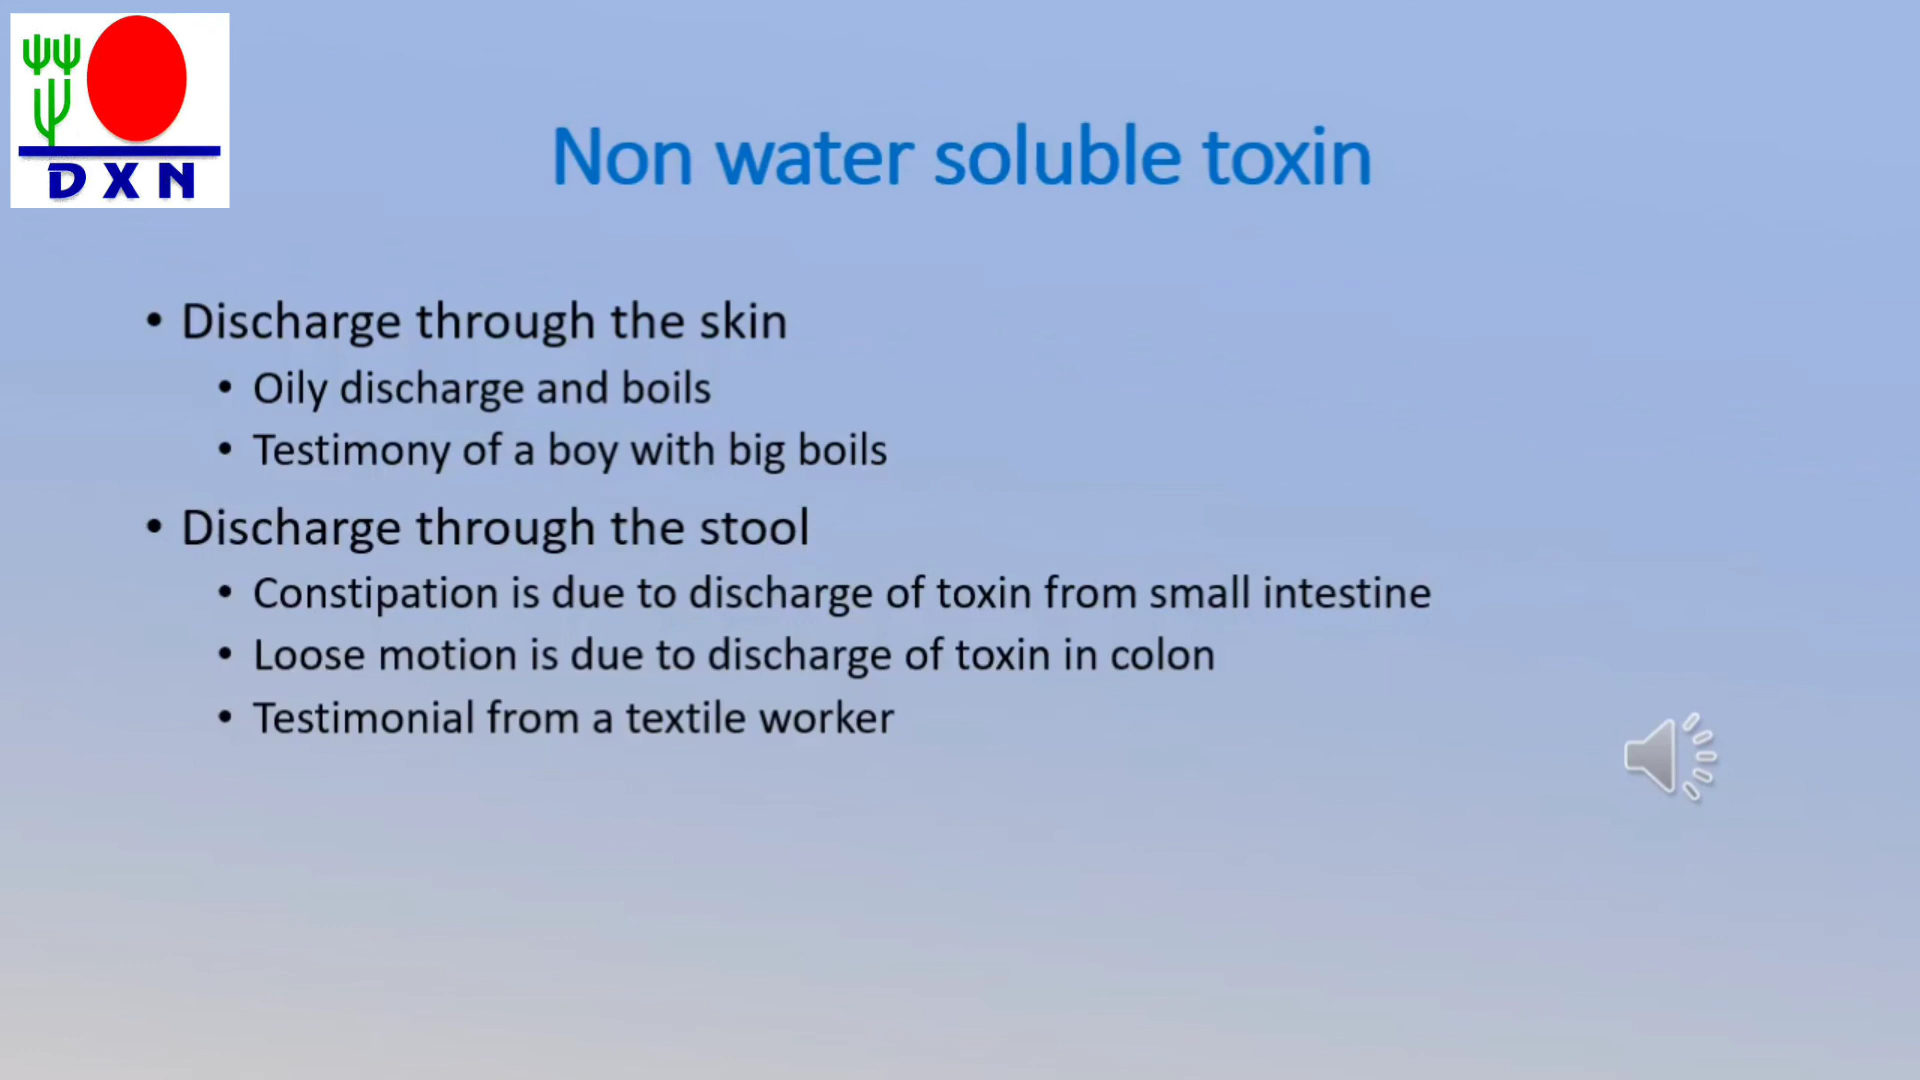 DXN
Non water soluble toxin
• Discharge through the skin
• Oily discharge and boils
• Testimony of a boy with big boils
• Discharge through the stool
• Constipation is due to discharge of toxin from small intestine
• Loose motion is due to discharge of toxin in colon
• Testimonial from a textile worker